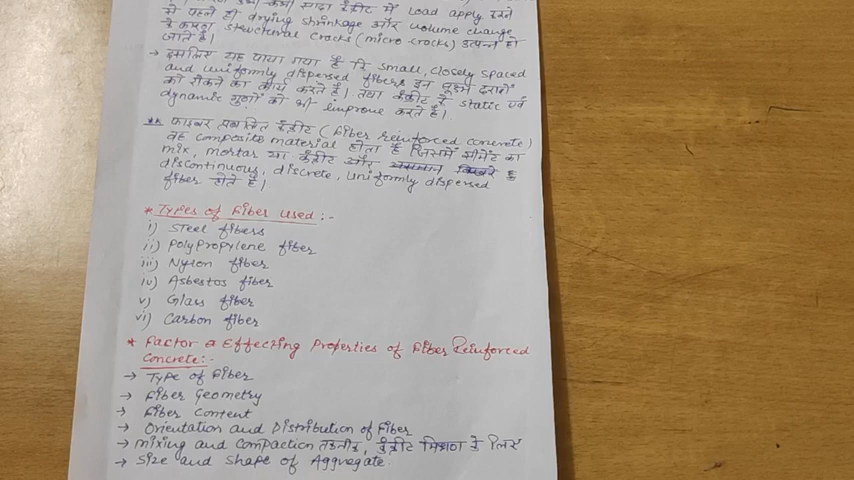 सादा कंक्रीट में Load apply करने
से पहले ही drying shrinkage और volume change
के कारण structural cracks (micro cracks) उत्पन्न हो
जाते है।
→ इसलिए यह पाया गया है कि small, closely spaced
and uniformly dispersed fibers इन सूक्ष्म दरारों
को रोकने का कार्य करते है। तथा कंक्रीट के static एवं
dynamic गुणों को भी improve करते है।
** फाइबर प्रबलित कंक्रीट (fiber reinforced concrete)
वह composite material होता है जिसमें सीमेंट का
mix, mortar या कंक्रीट और
discontinuous, discrete, uniformly dispersed
fiber होते है।
* Types of Fiber Used :-
i) Steel fibers
ii) PolyPropylene fiber
iii) Nylon fiber
iv) Asbestos fiber
v) Glass fiber
vi) Carbon fiber
* Factor Effecting Properties of Fiber Reinforced
Concrete:-
→ Type of Fiber
→ Fiber Geometry
→ Fiber Content
→ Orientation and Distribution of Fiber
→ Mixing and Compaction तकनीक, कंक्रीट मिश्रण के लिए
→ Size and Shape of Aggregate.